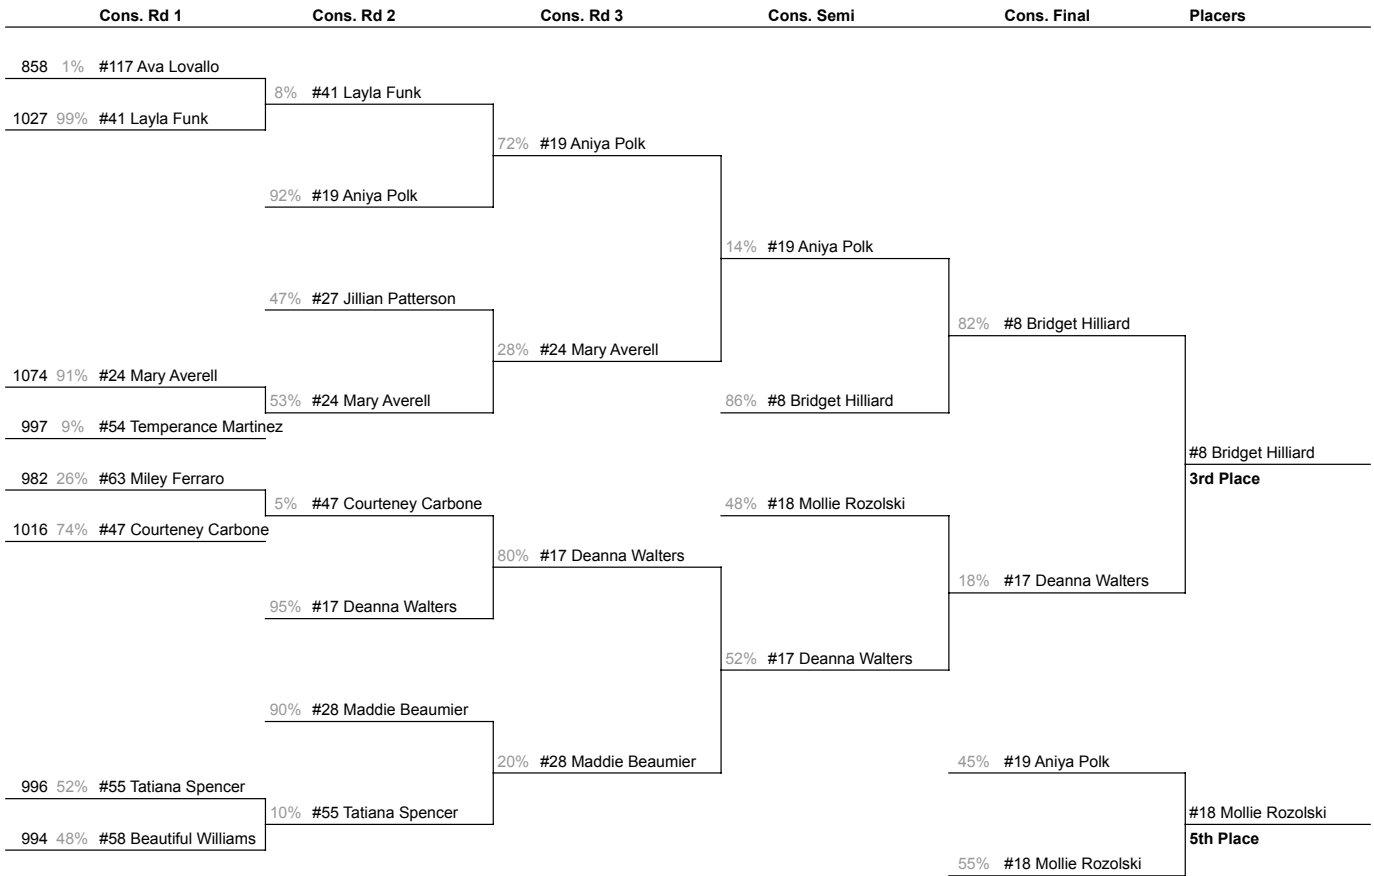 Cons. Rd 1 Cons. Rd 2 Cons. Rd 3 Cons. Semi Cons. Final Placers
858 1% #117 Ava Lovallo
8% #41 Layla Funk
1027 99% #41 Layla Funk
72% #19 Aniya Polk
92% #19 Aniya Polk
14% #19 Aniya Polk
47% #27 Jillian Patterson
82% #8 Bridget Hilliard
28% #24 Mary Averell
1074 91% #24 Mary Averell
53% #24 Mary Averell
86% #8 Bridget Hilliard
997 9% #54 Temperance Martinez
#8 Bridget Hilliard
982 26% #63 Miley Ferraro
3rd Place
5% #47 Courteney Carbone
48% #18 Mollie Rozolski
1016 74% #47 Courteney Carbone
80% #17 Deanna Walters
18% #17 Deanna Walters
95% #17 Deanna Walters
52% #17 Deanna Walters
90% #28 Maddie Beaumier
20% #28 Maddie Beaumier
45% #19 Aniya Polk
996 52% #55 Tatiana Spencer
10% #55 Tatiana Spencer
#18 Mollie Rozolski
994 48% #58 Beautiful Williams
5th Place
55% #18 Mollie Rozolski